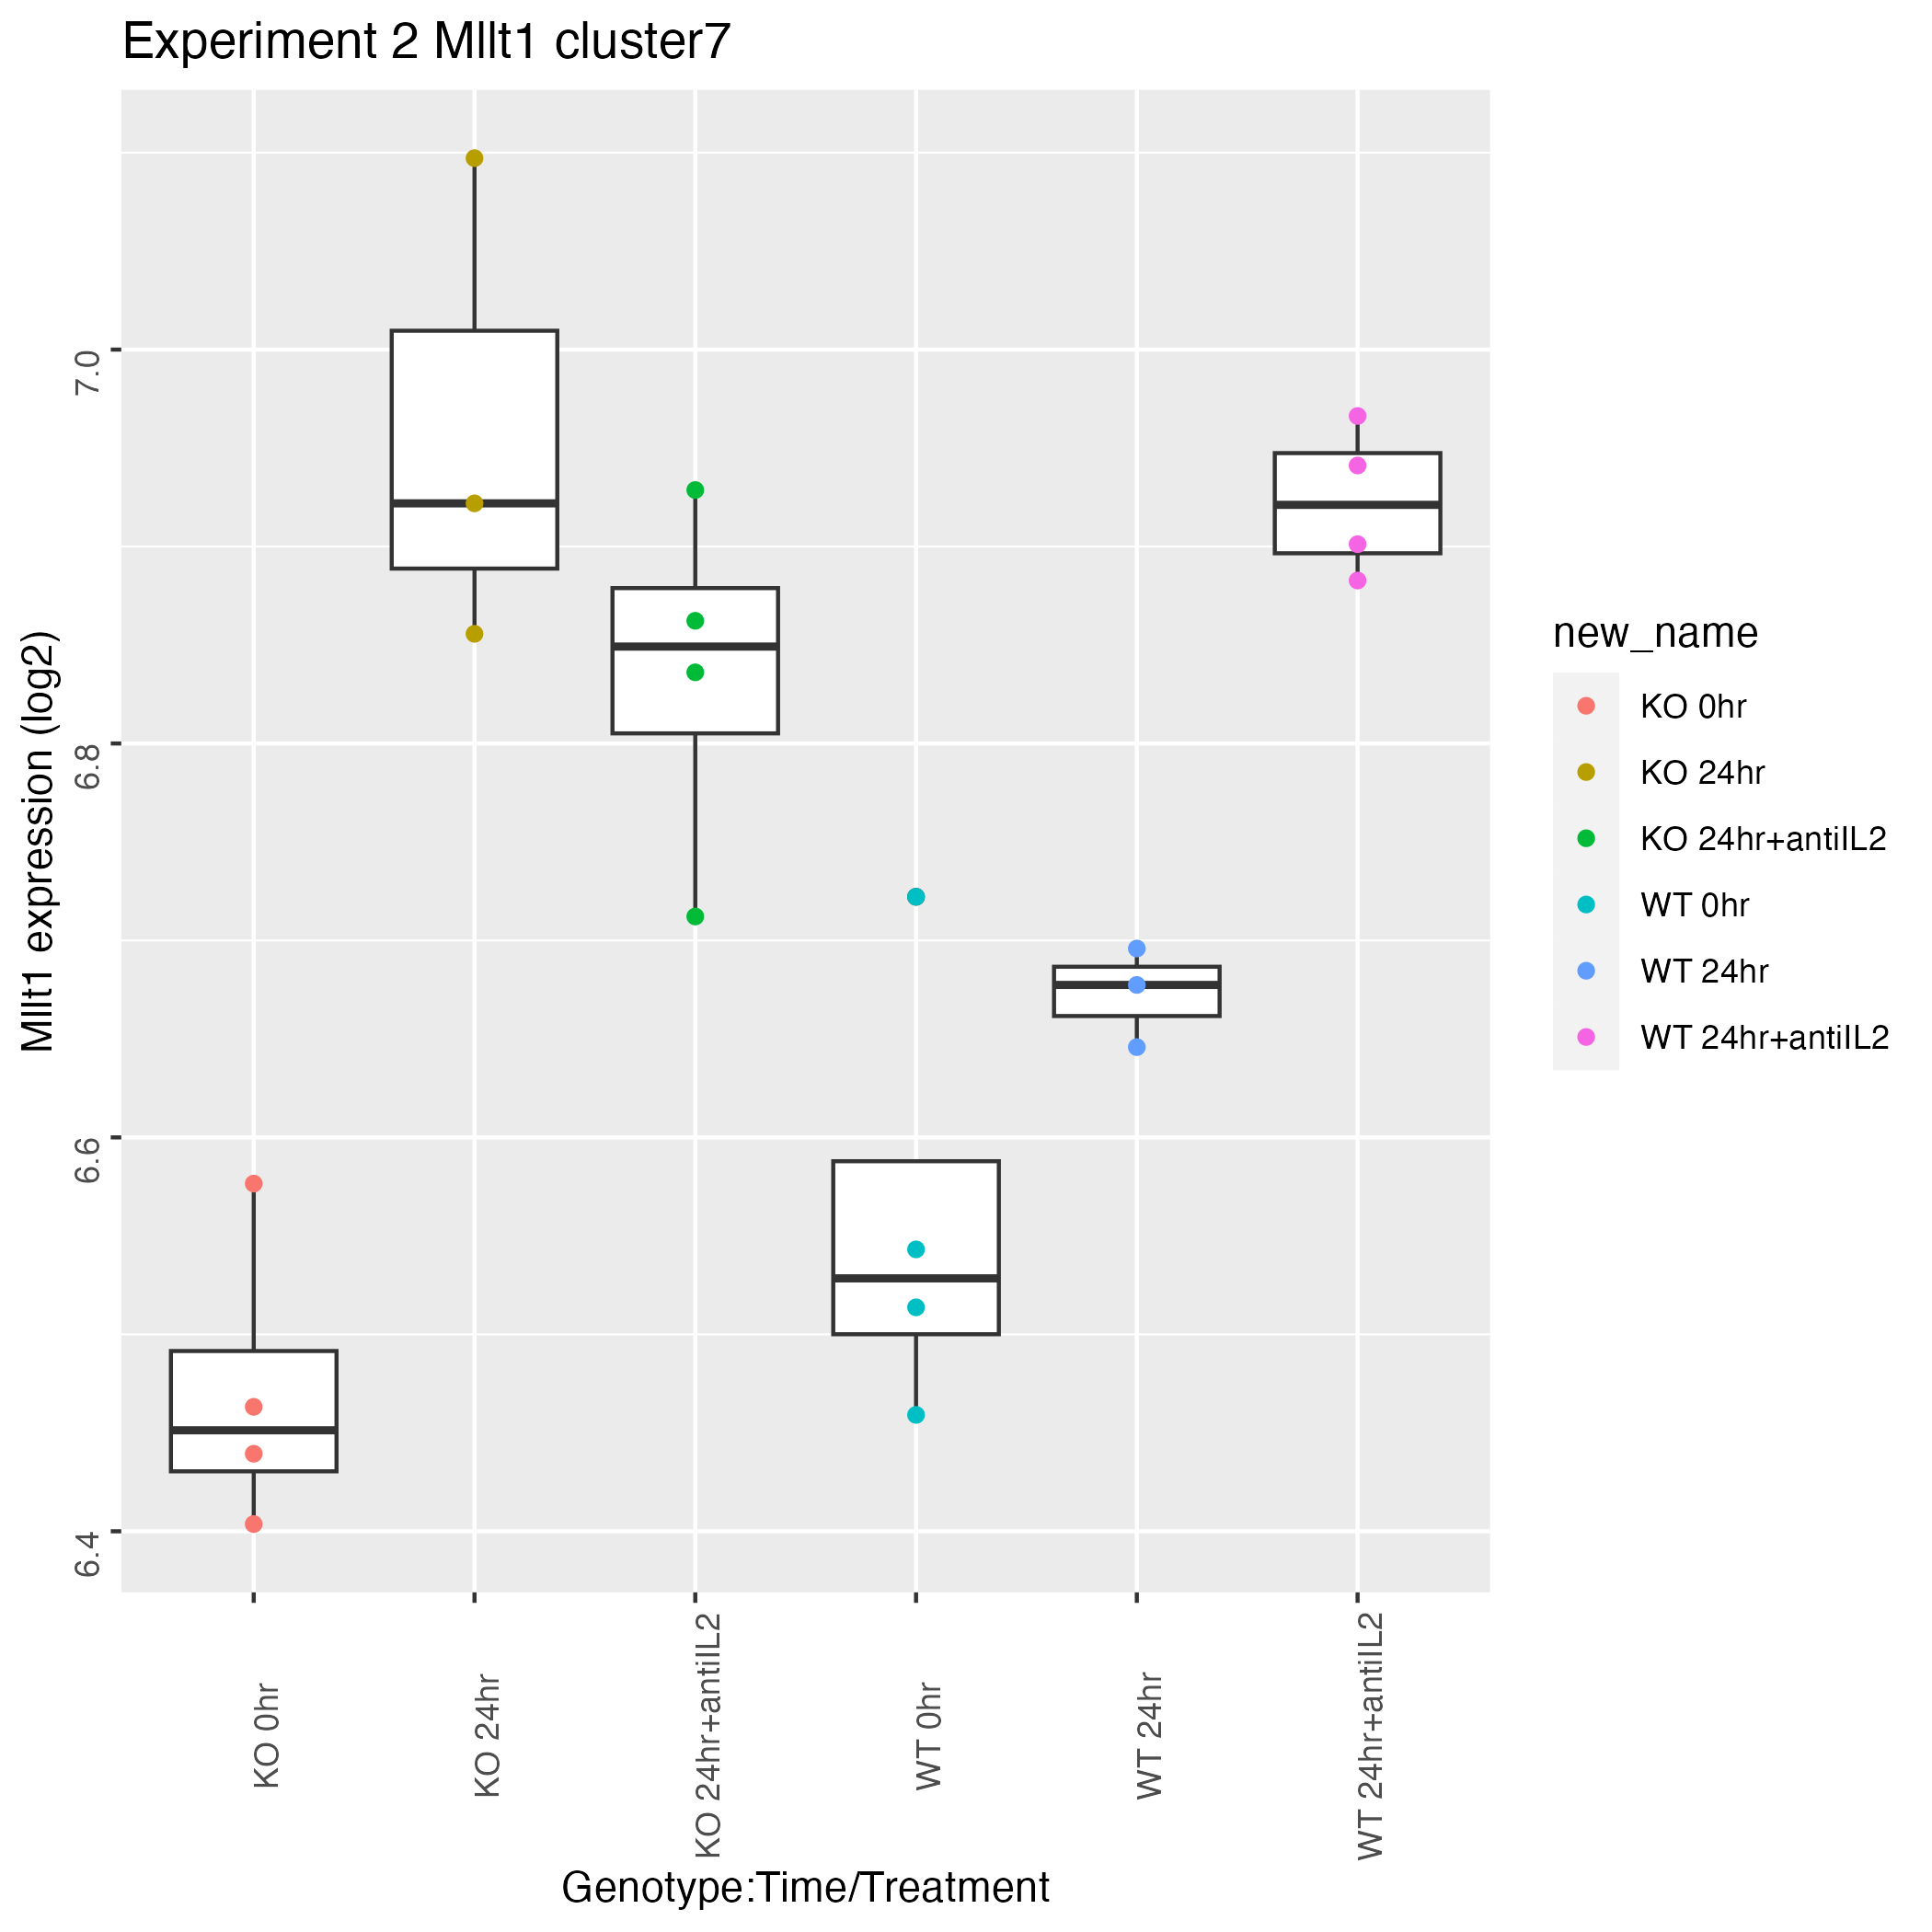 Experiment 2 Mllt1 cluster7
Mllt1 expression (log2)
7.0
6.8
6.6
6.4
KO 0hr
KO 24hr
KO 24hr+antiIL2
WT 0hr
WT 24hr
WT 24hr+antiIL2
Genotype:Time/Treatment
new_name
KO 0hr
KO 24hr
KO 24hr+antiIL2
WT 0hr
WT 24hr
WT 24hr+antiIL2